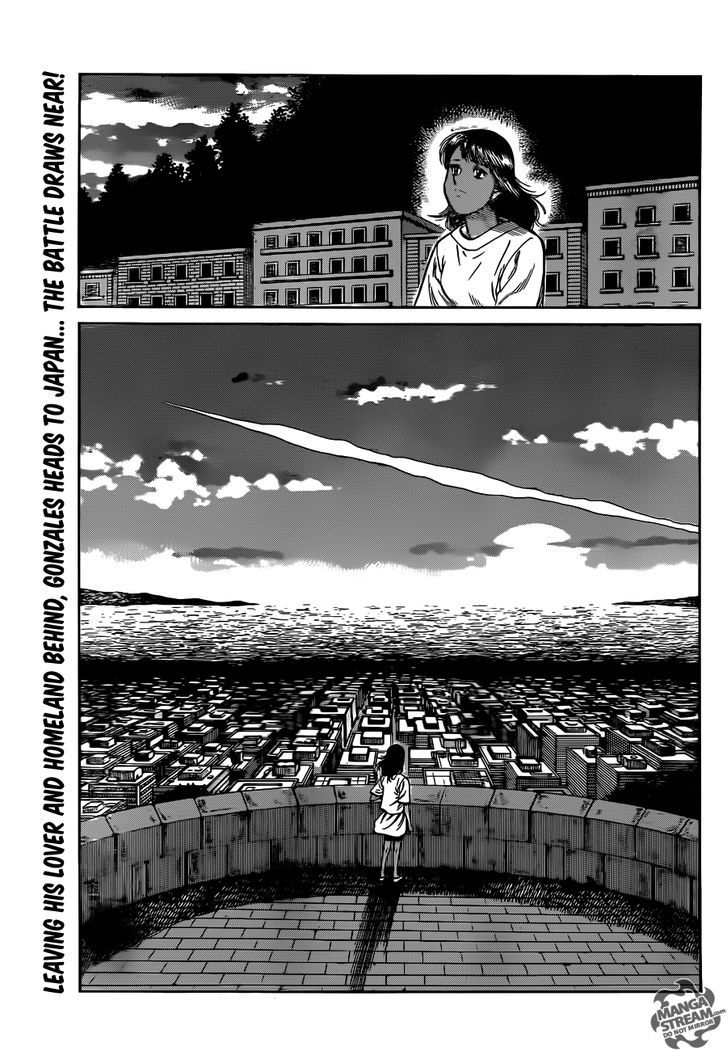 LEAVING HIS LOVER AND HOMELAND BEHIND, GONZALES HEADS TO JAPAN... THE BATTLE DRAWS NEAR!
MANGA
STREAM.com
DO NOT MIRROR